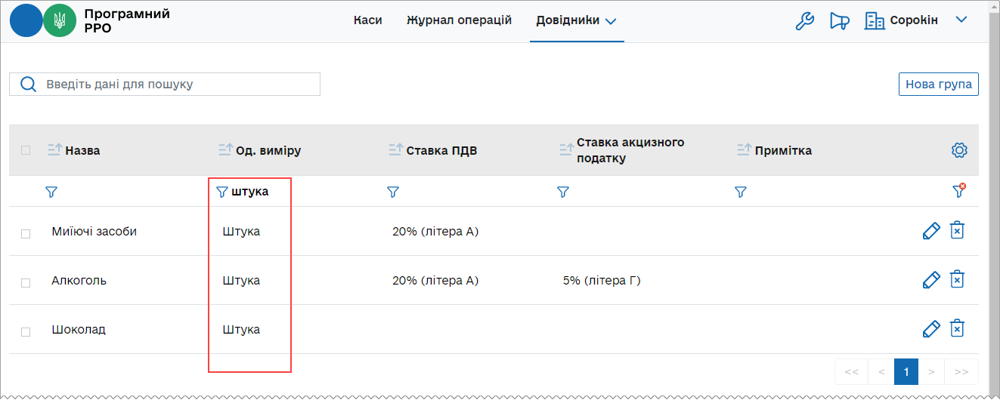 Програмний
РРО
Каси Журнал операцій Довідники Сорокін
Введіть дані для пошуку Нова група
Назва Од. виміру Ставка ПДВ Ставка акцизного
податку Примітка
штука
Миїючі засоби Штука 20% (літера А)
Алкоголь Штука 20% (літера А) 5% (літера Г)
Шоколад Штука
<< < 1 > >>